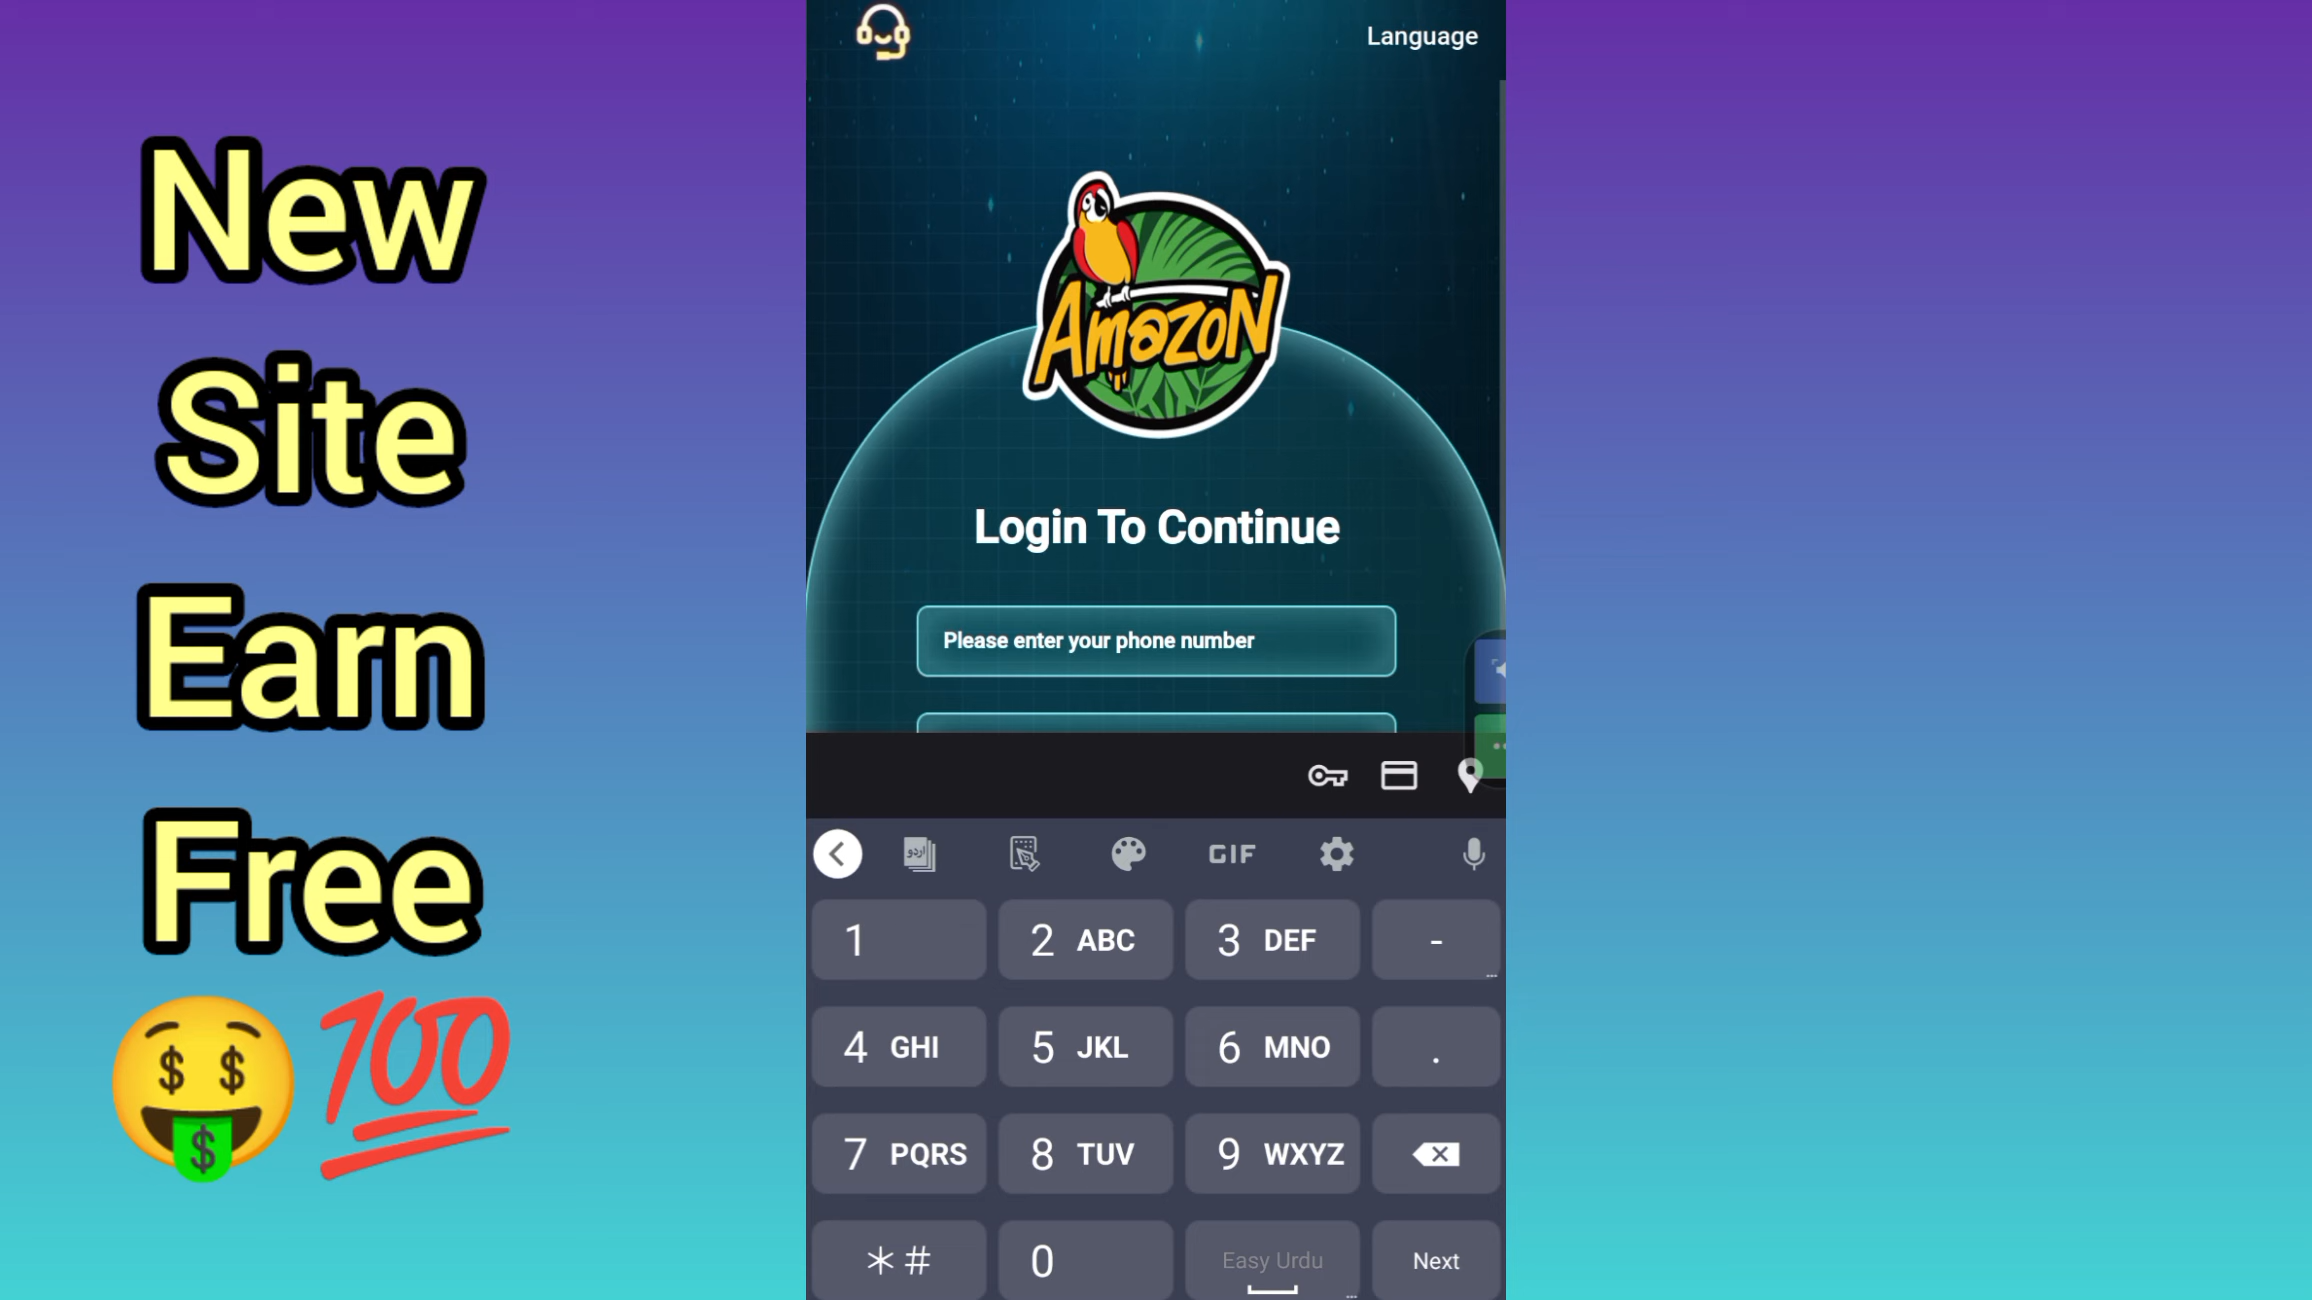 New
Site
Earn
Free
Language
AmazoN
Login To Continue
Please enter your phone number
اردو
GIF
1
2 ABC
3 DEF
-
4 GHI
5 JKL
6 MNO
.
7 PQRS
8 TUV
9 WXYZ
*#
0
Easy Urdu
Next